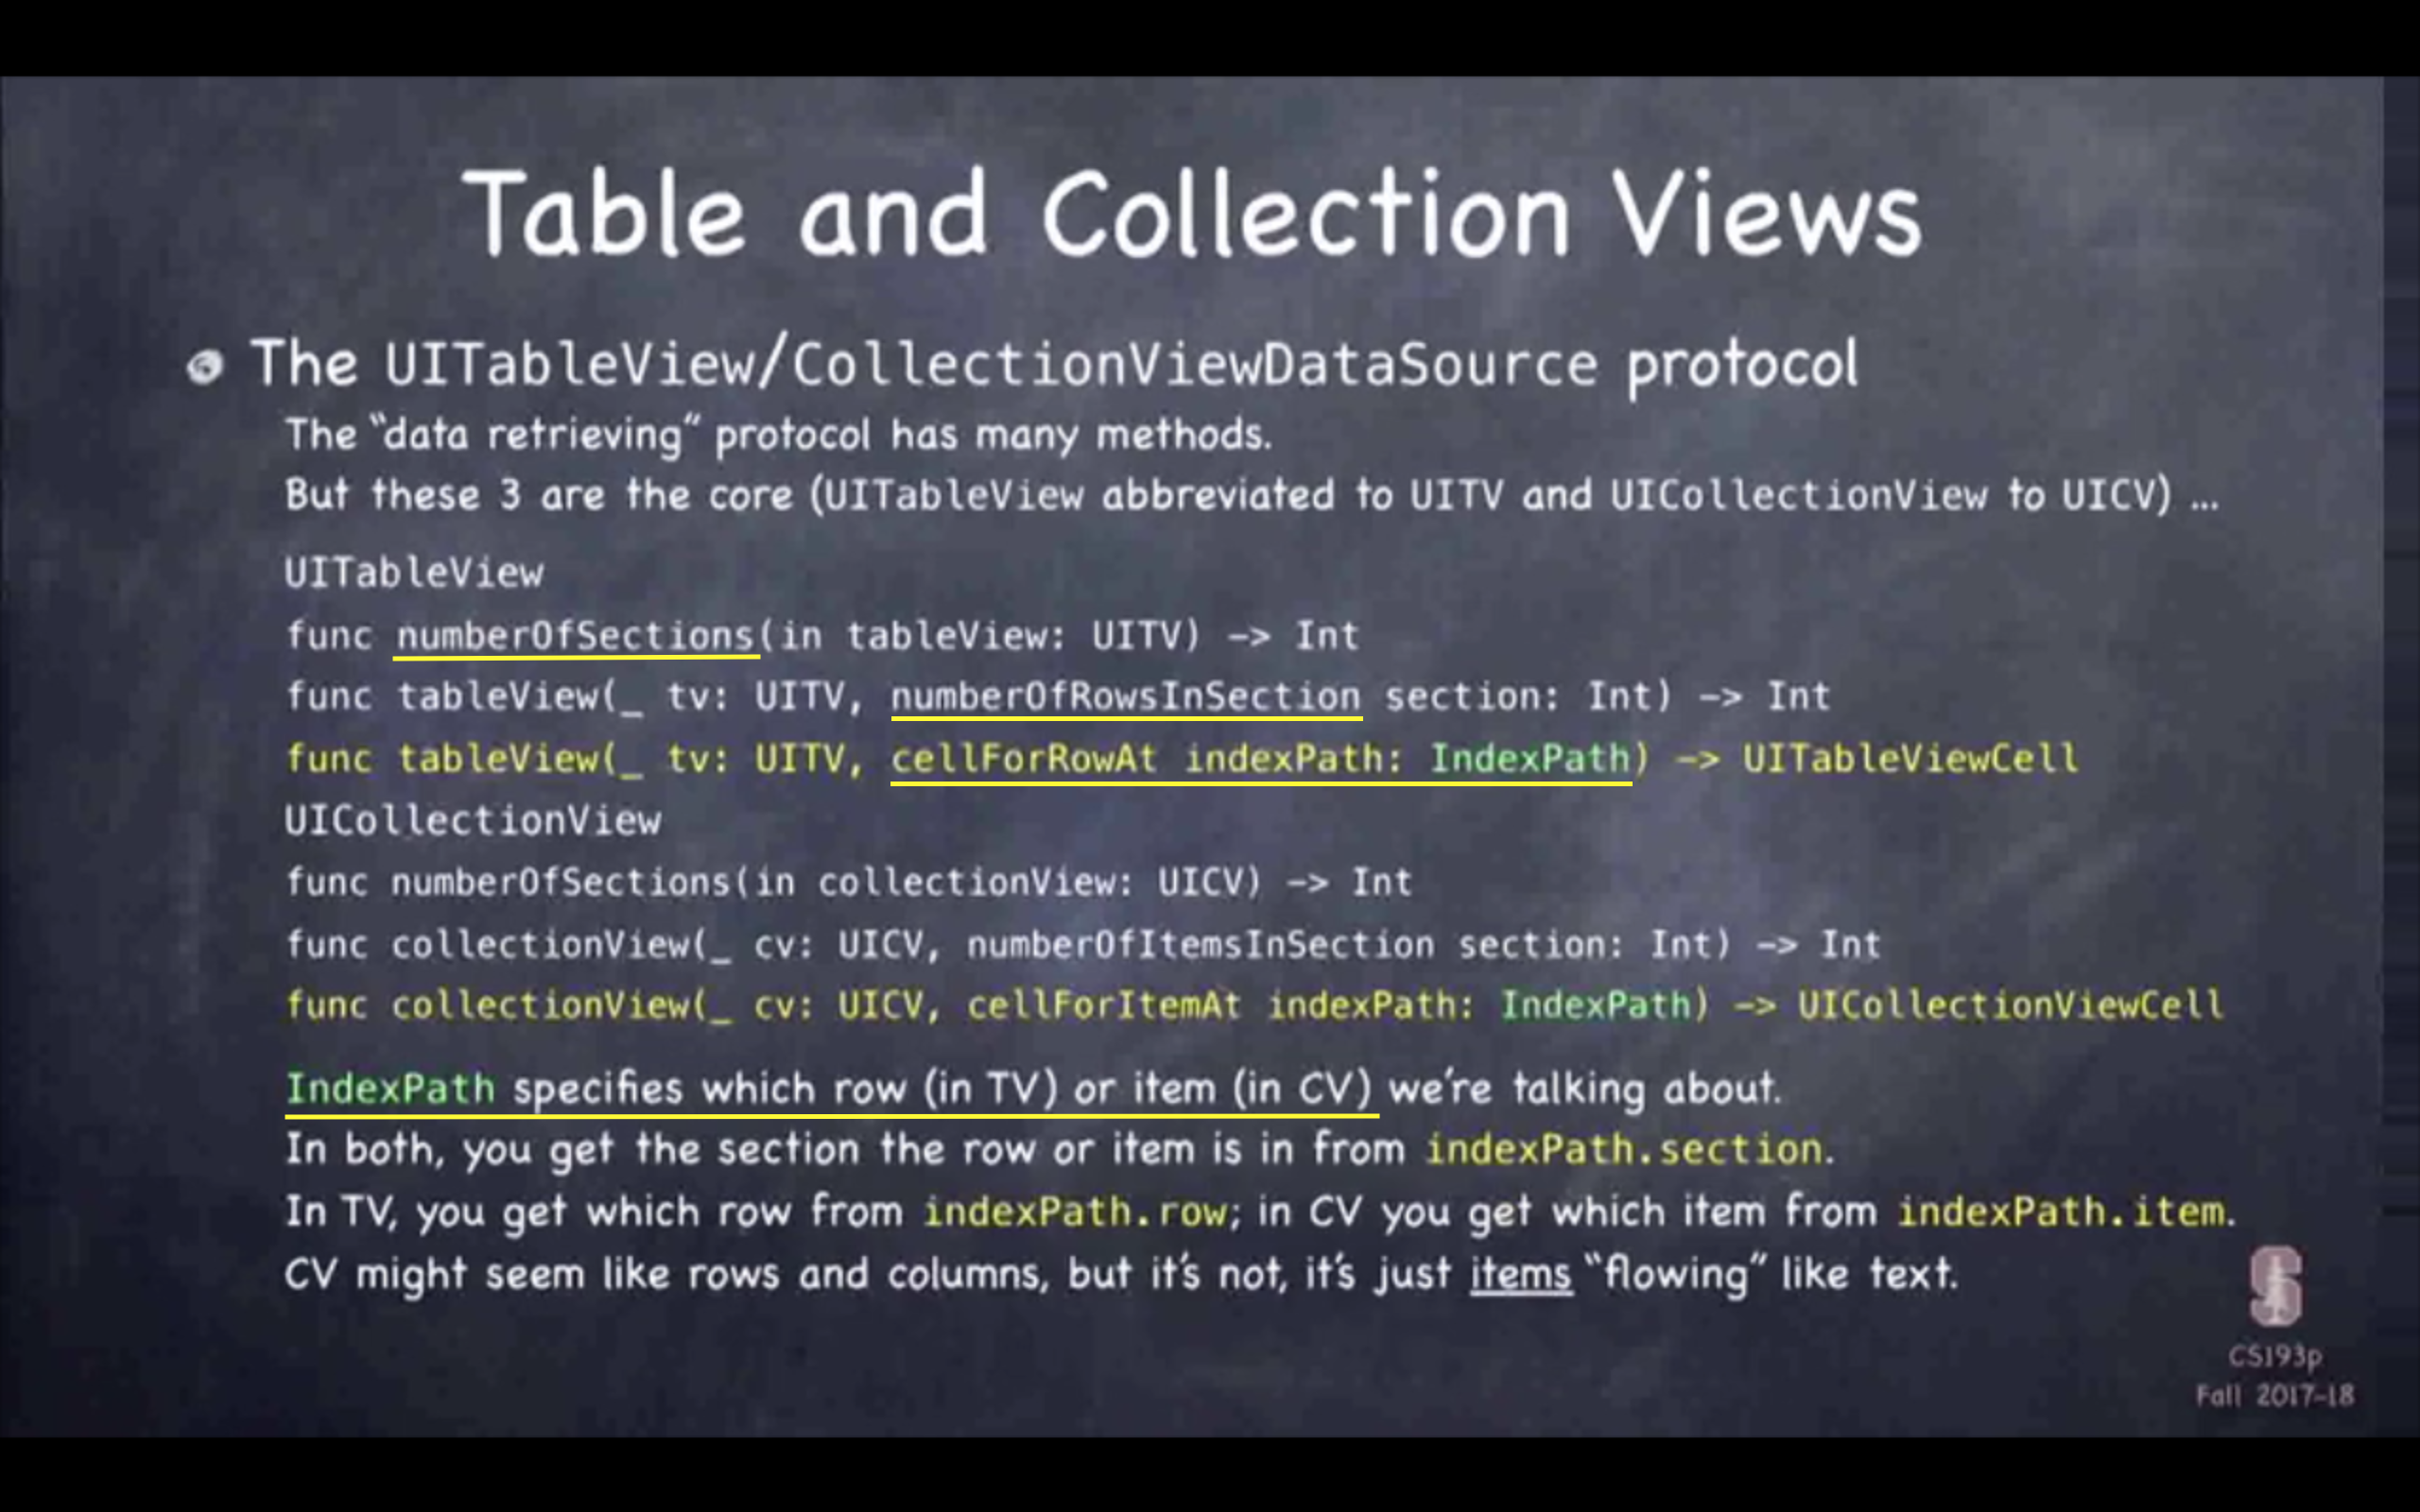 Table and Collection Views
The UITableView/CollectionViewDataSource protocol
The “data retrieving” protocol has many methods.
But these 3 are the core (UITableView abbreviated to UITV and UICollectionView to UICV) ...
UITableView
func numberOfSections(in tableView: UITV) -> Int
func tableView(_ tv: UITV, numberOfRowsInSection section: Int) -> Int
func tableView(_ tv: UITV, cellForRowAt indexPath: IndexPath) -> UITableViewCell
UICollectionView
func numberOfSections(in collectionView: UICV) -> Int
func collectionView(_ cv: UICV, numberOfItemsInSection section: Int) -> Int
func collectionView(_ cv: UICV, cellForItemAt indexPath: IndexPath) -> UICollectionViewCell
IndexPath specifies which row (in TV) or item (in CV) we’re talking about.
In both, you get the section the row or item is in from indexPath.section.
In TV, you get which row from indexPath.row; in CV you get which item from indexPath.item.
CV might seem like rows and columns, but it’s not, it’s just items “flowing” like text.
CS193p
Fall 2017-18